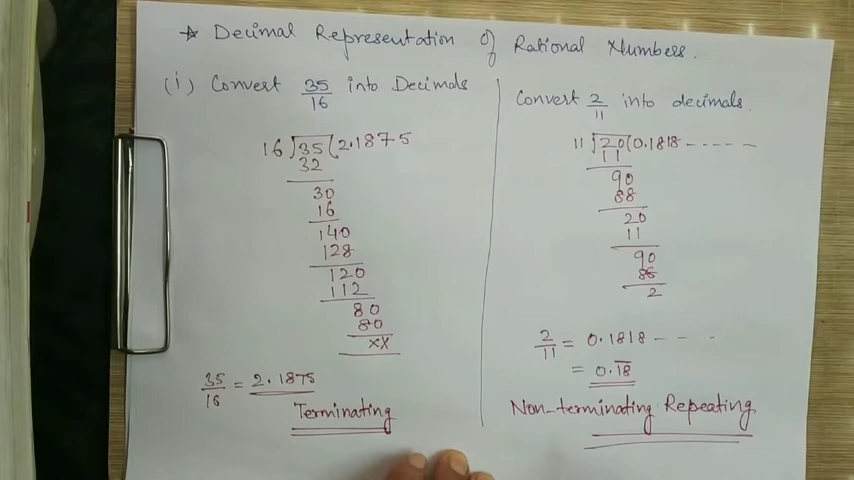 * Decimal Representation of Rational Numbers.
(i) Convert 35/16 into Decimals
16)35(2.1875
32
30
16
140
128
120
112
80
80
xx
35/16 = 2.1875
Terminating
Convert 2/11 into decimals.
11)20(0.1818-----
11
90
88
20
11
90
88
2
2/11 = 0.1818---
= 0.1̅8̅
Non-terminating Repeating